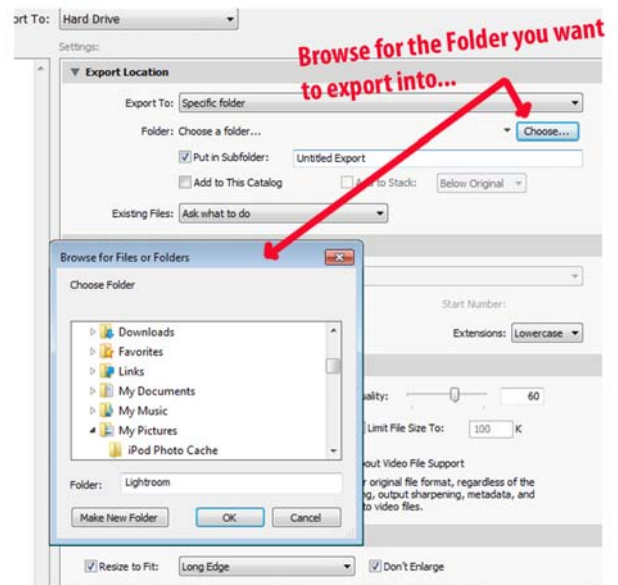 ort To: Hard Drive
Settings:
Browse for the Folder you want
to export into...
Export Location
Export To: Specific folder
Folder: Choose a folder... Choose...
Put in Subfolder: Untitled Export
Add to This Catalog to Stack: Below Original
Existing Files: Ask what to do
Browse for Files or Folders
Choose Folder
Start Number:
Downloads
Extensions: Lowercase
Favorites
Links
My Documents
ality: 60
My Music
My Pictures
Limit File Size To: 100 K
iPod Photo Cache
out Video File Support
Folder: Lightroom
r original file format, regardless of the
ng, output sharpening, metadata, and
to video files.
Make New Folder OK Cancel
Resize to Fit: Long Edge Don't Enlarge